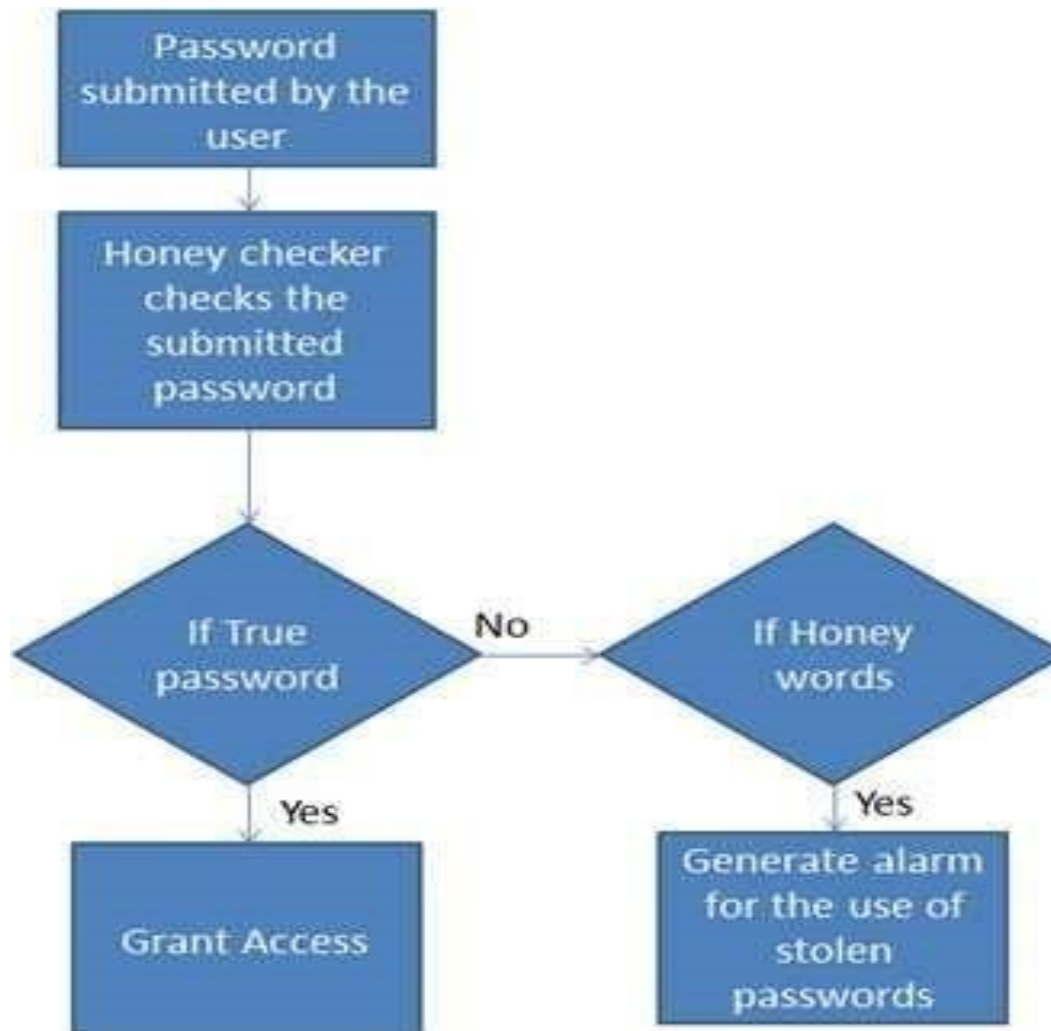 Password
submitted by the
user
Honey checker
checks the
submitted
password
If True
password
No
If Honey
words
Yes
Grant Access
Yes
Generate alarm
for the use of
stolen
passwords